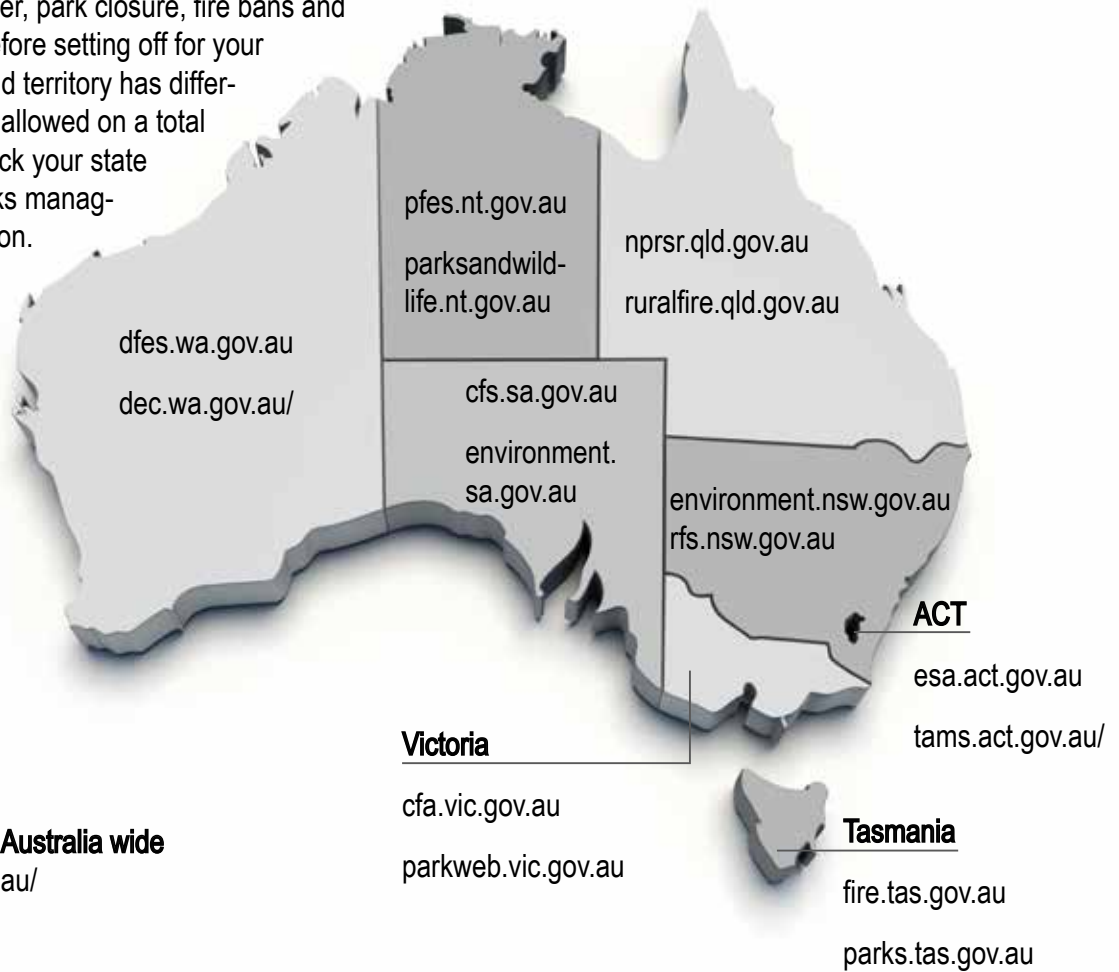 er, park closure, fire bans and
efore setting off for your
d territory has differ-
allowed on a total
ck your state
ks manag-
on.
pfes.nt.gov.au
parksandwild-
life.nt.gov.au
nprsr.qld.gov.au
ruralfire.qld.gov.au
dfes.wa.gov.au
dec.wa.gov.au/
cfs.sa.gov.au
environment.
sa.gov.au
environment.nsw.gov.au
rfs.nsw.gov.au
ACT
esa.act.gov.au
tams.act.gov.au/
Victoria
cfa.vic.gov.au
parkweb.vic.gov.au
Australia wide
au/
Tasmania
fire.tas.gov.au
parks.tas.gov.au